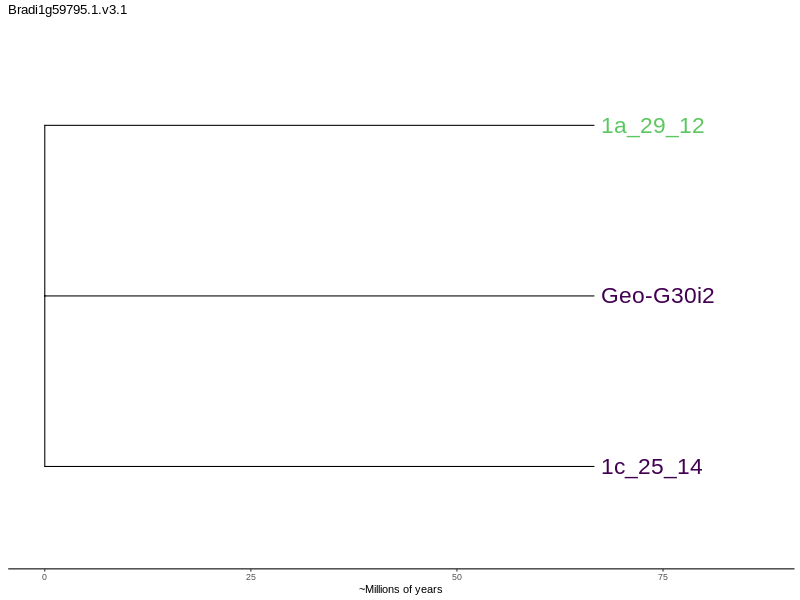 Bradi1g59795.1.v3.1
1a_29_12
Geo-G30i2
1c_25_14
0 25 50 75
~Millions of years